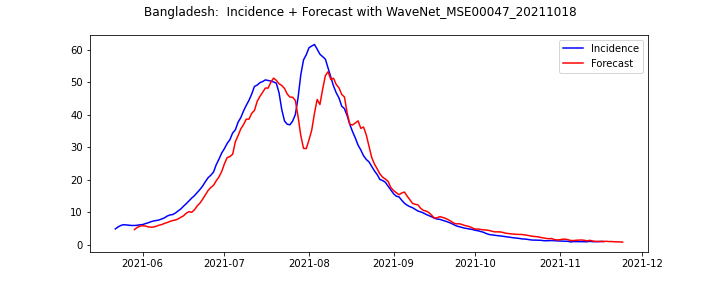 Bangladesh:  Incidence + Forecast with WaveNet_MSE00047_20211018
Incidence
Forecast
60
50
40
30
20
10
0
2021-06 2021-07 2021-08 2021-09 2021-10 2021-11 2021-12